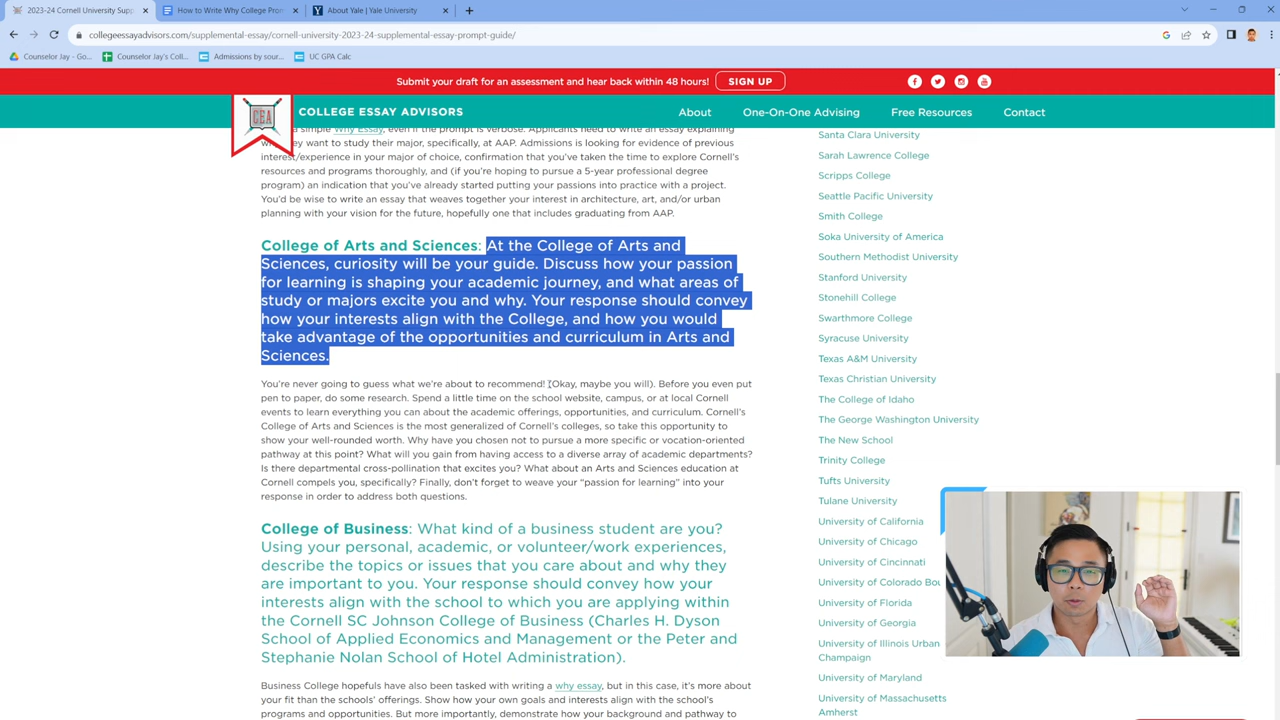 2023-24 Cornell University Supp
How to Write Why College Prom
About Yale | Yale University
collegeessayadvisors.com/supplemental-essay/cornell-university-2023-24-supplemental-essay-prompt-guide/
Counselor Jay - Go...
Counselor Jay's Coll...
Admissions by sour...
UC GPA Calc
Submit your draft for an assessment and hear back within 48 hours!
SIGN UP
CEA
COLLEGE ESSAY ADVISORS
About
One-On-One Advising
Free Resources
Contact
a simple Why Essay, even if the prompt is verbose. Applicants need to write an essay explaining
they want to study their major, specifically, at AAP. Admissions is looking for evidence of previous
interest/experience in your major of choice, confirmation that you've taken the time to explore Cornell's
resources and programs thoroughly, and (if you're hoping to pursue a 5-year professional degree
program) an indication that you've already started putting your passions into practice with a project.
You'd be wise to write an essay that weaves together your interest in architecture, art, and/or urban
planning with your vision for the future, hopefully one that includes graduating from AAP.
College of Arts and Sciences: At the College of Arts and
Sciences, curiosity will be your guide. Discuss how your passion
for learning is shaping your academic journey, and what areas of
study or majors excite you and why. Your response should convey
how your interests align with the College, and how you would
take advantage of the opportunities and curriculum in Arts and
Sciences.
You're never going to guess what we're about to recommend! (Okay, maybe you will). Before you even put
pen to paper, do some research. Spend a little time on the school website, campus, or at local Cornell
events to learn everything you can about the academic offerings, opportunities, and curriculum. Cornell's
College of Arts and Sciences is the most generalized of Cornell's colleges, so take this opportunity to
show your well-rounded worth. Why have you chosen not to pursue a more specific or vocation-oriented
pathway at this point? What will you gain from having access to a diverse array of academic departments?
Is there departmental cross-pollination that excites you? What about an Arts and Sciences education at
Cornell compels you, specifically? Finally, don't forget to weave your "passion for learning" into your
response in order to address both questions.
College of Business: What kind of a business student are you?
Using your personal, academic, or volunteer/work experiences,
describe the topics or issues that you care about and why they
are important to you. Your response should convey how your
interests align with the school to which you are applying within
the Cornell SC Johnson College of Business (Charles H. Dyson
School of Applied Economics and Management or the Peter and
Stephanie Nolan School of Hotel Administration).
Business College hopefuls have also been tasked with writing a why essay, but in this case, it's more about
your fit than the schools' offerings. Show how your own goals and interests align with the school's
programs and opportunities. But more importantly, demonstrate how your background and pathway to
Santa Clara University
Sarah Lawrence College
Scripps College
Seattle Pacific University
Smith College
Soka University of America
Southern Methodist University
Stanford University
Stonehill College
Swarthmore College
Syracuse University
Texas A&M University
Texas Christian University
The College of Idaho
The George Washington University
The New School
Trinity College
Tufts University
Tulane University
University of California
University of Chicago
University of Cincinnati
University of Colorado Bou
University of Florida
University of Georgia
University of Illinois Urban
Champaign
University of Maryland
University of Massachusetts
Amherst